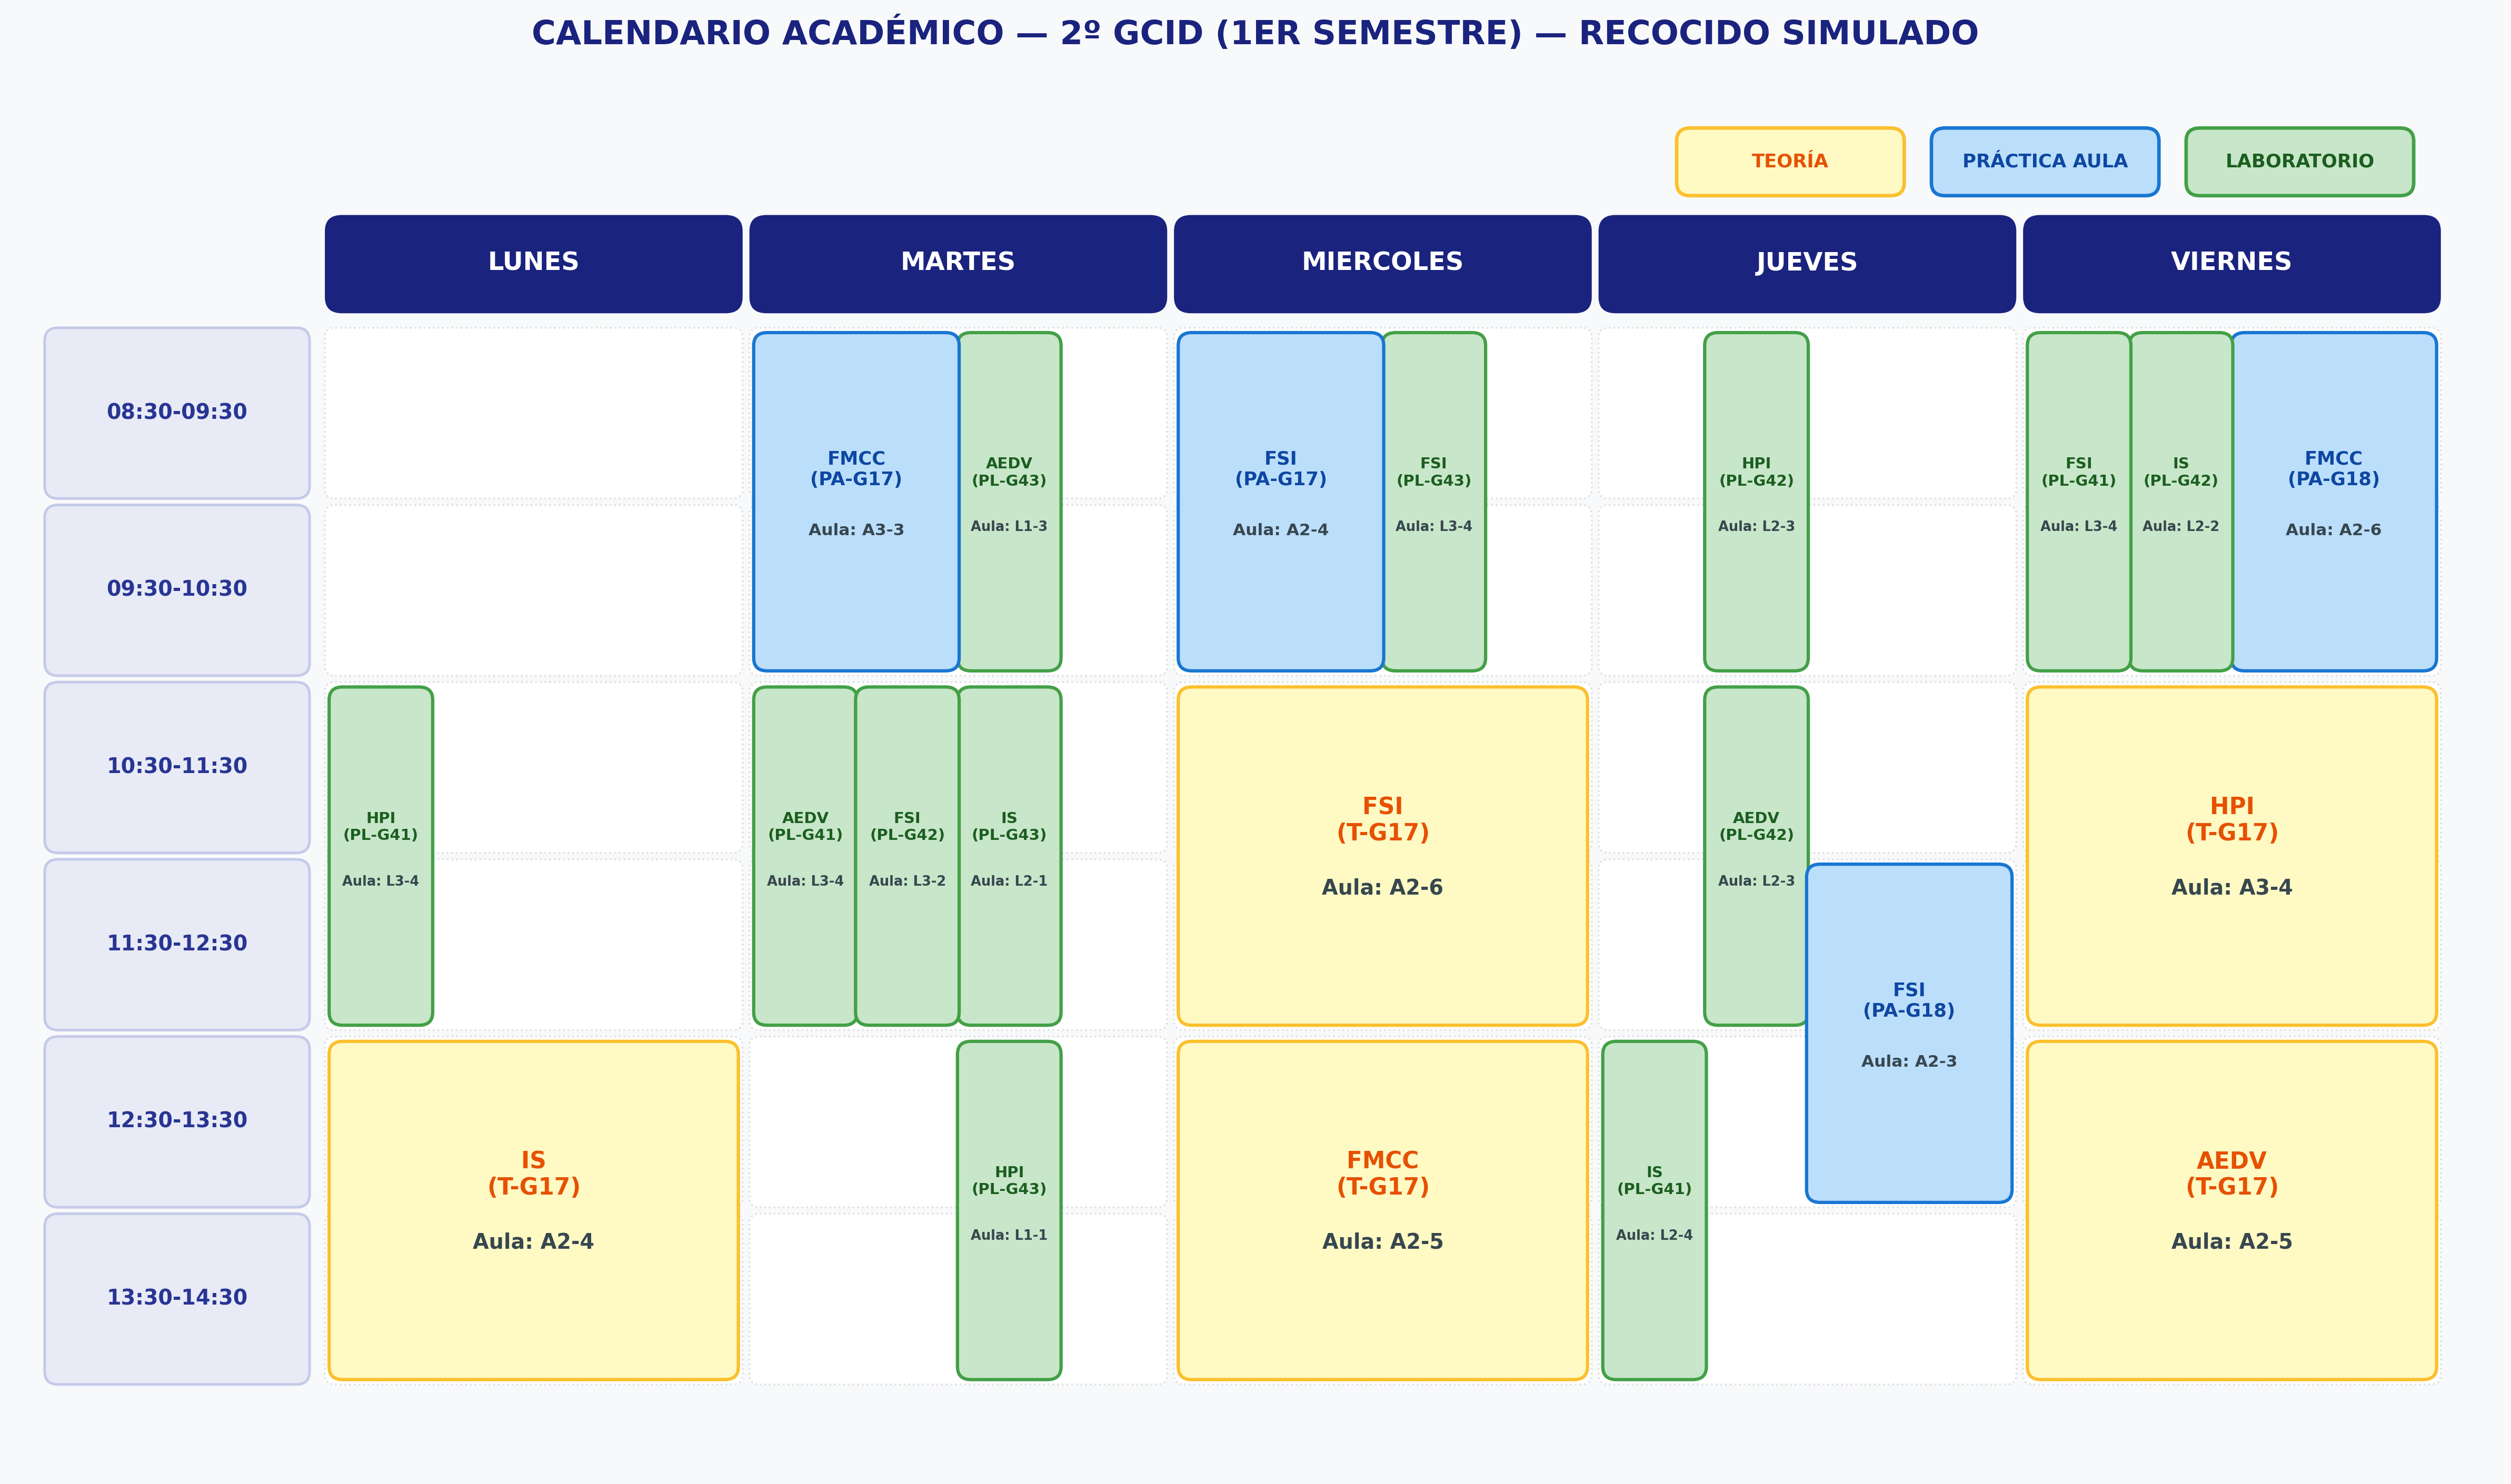 CALENDARIO ACADÉMICO — 2º GCID (1ER SEMESTRE) — RECOCIDO SIMULADO
TEORÍA
PRÁCTICA AULA
LABORATORIO
LUNES
MARTES
MIERCOLES
JUEVES
VIERNES
08:30-09:30
09:30-10:30
10:30-11:30
11:30-12:30
12:30-13:30
13:30-14:30
HPI
(PL-G41)
Aula: L3-4
IS
(T-G17)
Aula: A2-4
FMCC
(PA-G17)
Aula: A3-3
AEDV
(PL-G43)
Aula: L1-3
AEDV
(PL-G41)
Aula: L3-4
FSI
(PL-G42)
Aula: L3-2
IS
(PL-G43)
Aula: L2-1
HPI
(PL-G43)
Aula: L1-1
FSI
(PA-G17)
Aula: A2-4
FSI
(PL-G43)
Aula: L3-4
FSI
(T-G17)
Aula: A2-6
FMCC
(T-G17)
Aula: A2-5
HPI
(PL-G42)
Aula: L2-3
AEDV
(PL-G42)
Aula: L2-3
FSI
(PA-G18)
Aula: A2-3
IS
(PL-G41)
Aula: L2-4
FSI
(PL-G41)
Aula: L3-4
IS
(PL-G42)
Aula: L2-2
FMCC
(PA-G18)
Aula: A2-6
HPI
(T-G17)
Aula: A3-4
AEDV
(T-G17)
Aula: A2-5